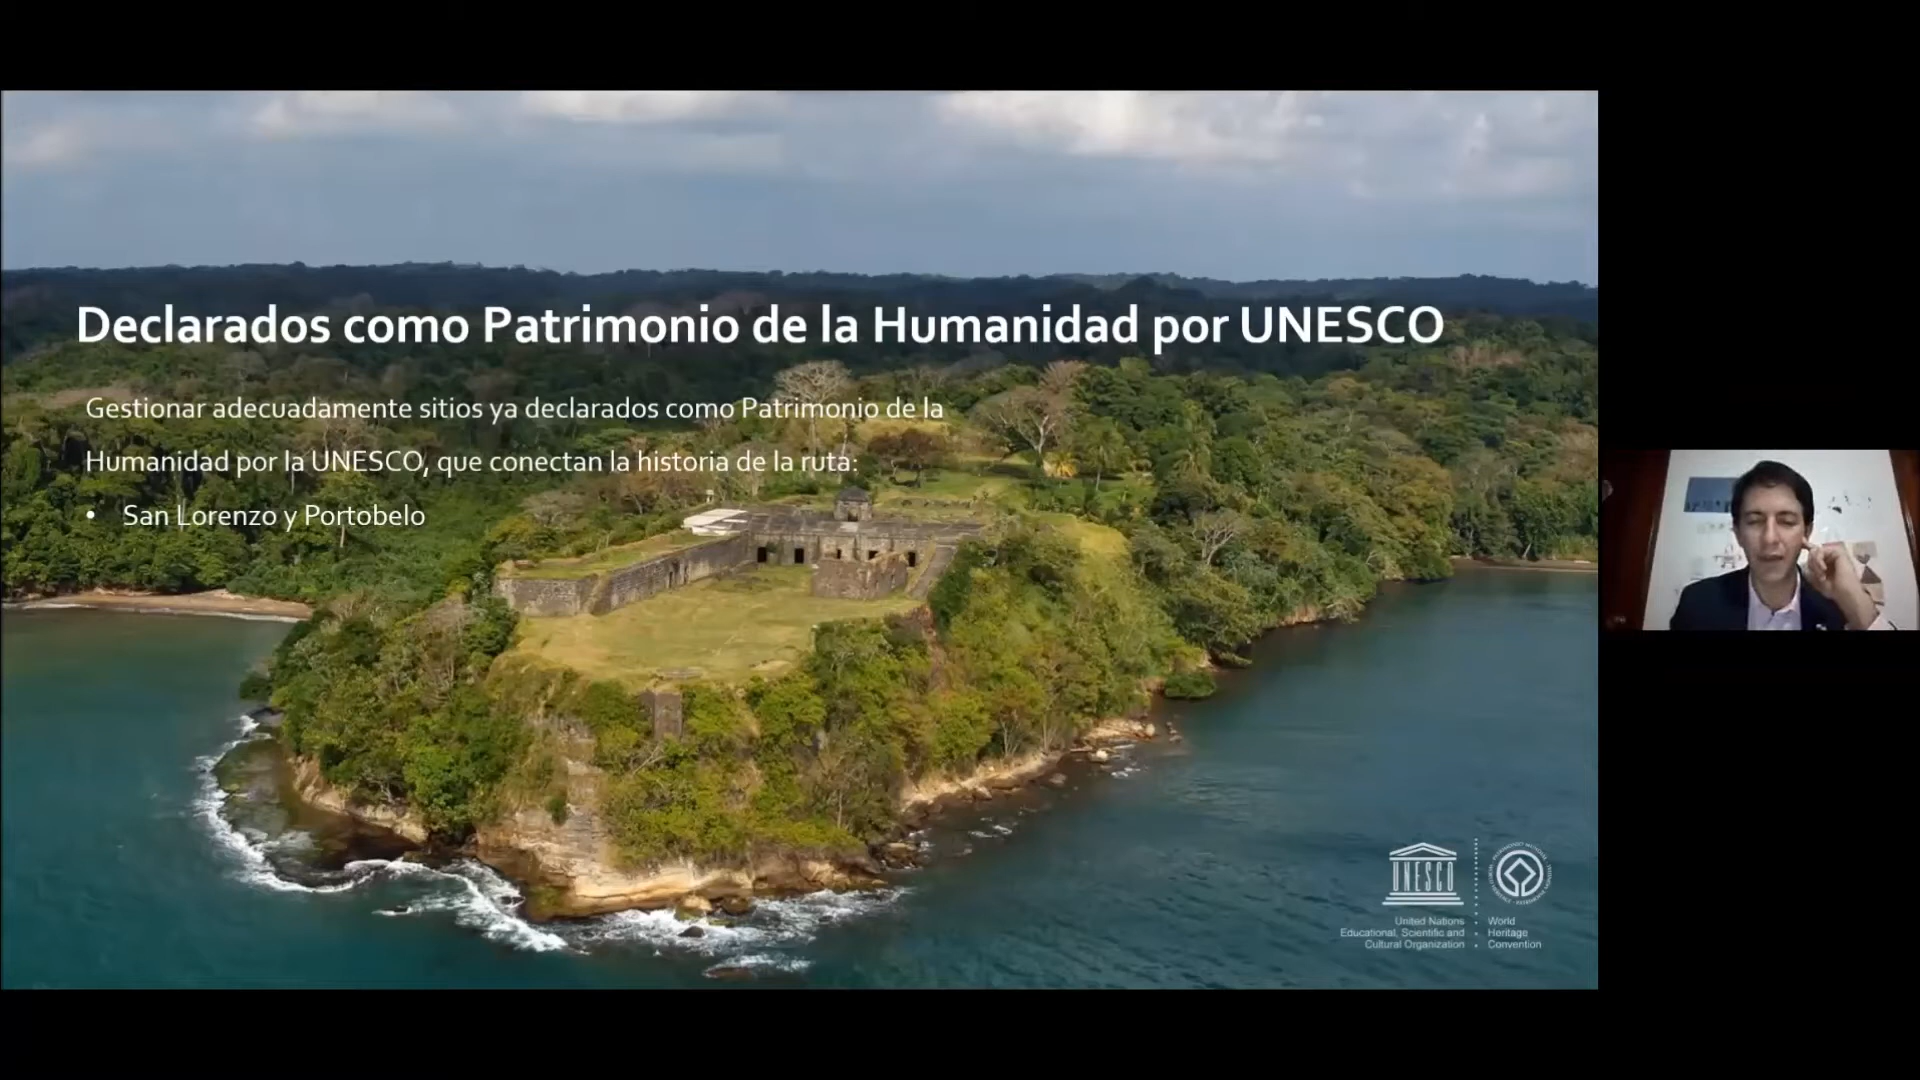 Declarados como Patrimonio de la Humanidad por UNESCO
Gestionar adecuadamente sitios ya declarados como Patrimonio de la
Humanidad por la UNESCO, que conectan la historia de la ruta:
• San Lorenzo y Portobelo
UNESCO
United Nations
Educational, Scientific and
Cultural Organization
World
Heritage
Convention